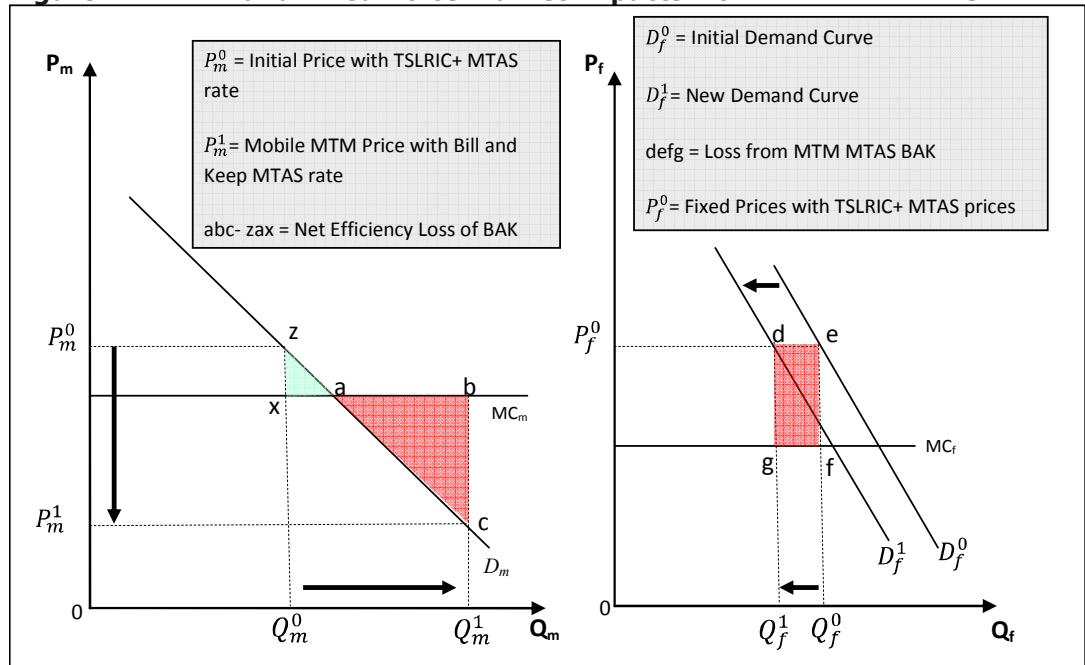 P_m
P_m^0 = Initial Price with TSLRIC+ MTAS
rate
P_m^1= Mobile MTM Price with Bill and
Keep MTAS rate
abc- zax = Net Efficiency Loss of BAK
P_m^0
z
a
b
x
MC_m
P_m^1
c
D_m
0
Q_m^0
Q_m^1
Q_m
P_f
D_f^0 = Initial Demand Curve
D_f^1= New Demand Curve
defg = Loss from MTM MTAS BAK
P_f^0= Fixed Prices with TSLRIC+ MTAS prices
P_f^0
d
e
g
f
MC_f
D_f^1
D_f^0
0
Q_f^1
Q_f^0
Q_f